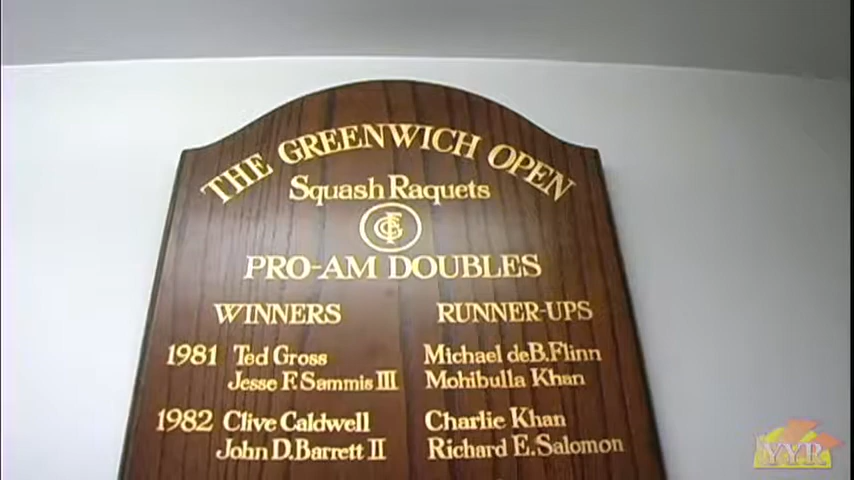 THE GREENWICH OPEN
Squash Raquets
PRO-AM DOUBLES
WINNERS RUNNER-UPS
1981 Ted Gross Michael deB.Flinn
Jesse F.Sammis III Mohibulla Khan
1982 Clive Caldwell Charlie Khan
John D.Barrett II Richard E.Salomon
YYR